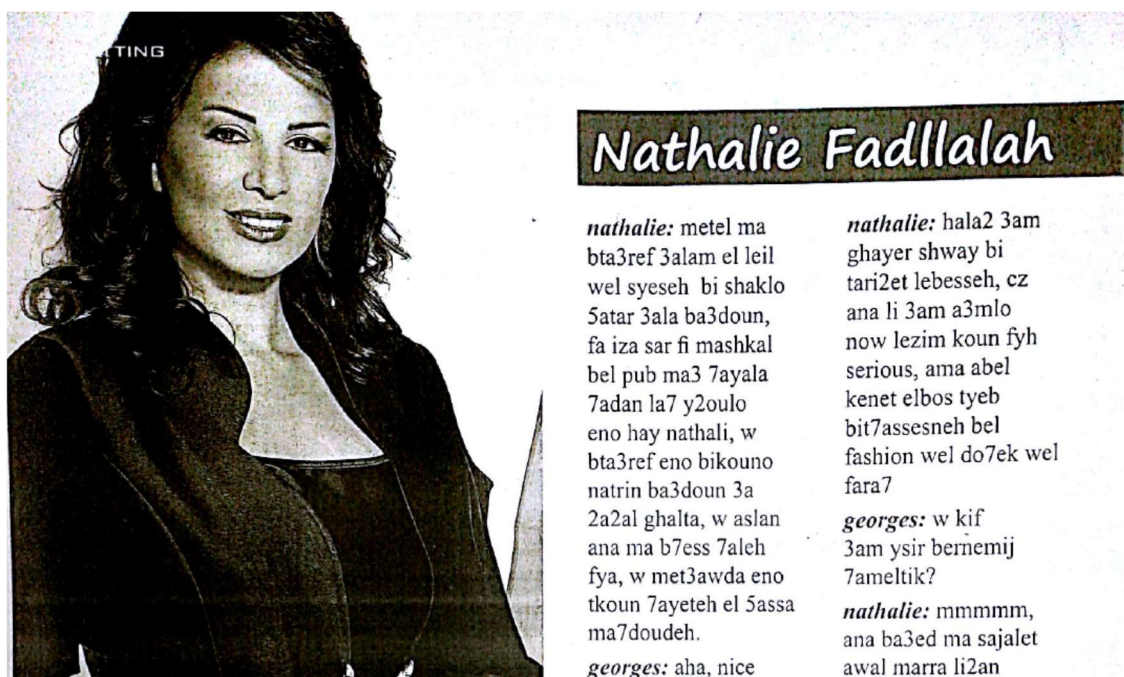 TING
Nathalie Fadllalah
nathalie: metel ma
bta3ref 3alam el leil
wel syeseh bi shaklo
5atar 3ala ba3doun,
fa iza sar fi mashkal
bel pub ma3 7ayala
7adan la7 y2oulo
eno hay nathali, w
bta3ref eno bikouno
natrin ba3doun 3a
2a2al ghalta, w aslan
ana ma b7ess 7aleh
fya, w met3awda eno
tkoun 7ayeteh el 5assa
ma7doudeh.
georges: aha, nice
nathalie: hala2 3am
ghayer shway bi
tari2et lebesseh, cz
ana li 3am a3mlo
now lezim koun fyh
serious, ama abel
kenet elbos tyeb
bit7assesneh bel
fashion wel do7ek wel
fara7
georges: w kif
3am ysir bernemij
7ameltik?
nathalie: mmmmm,
ana ba3ed ma sajalet
awal marra li2an